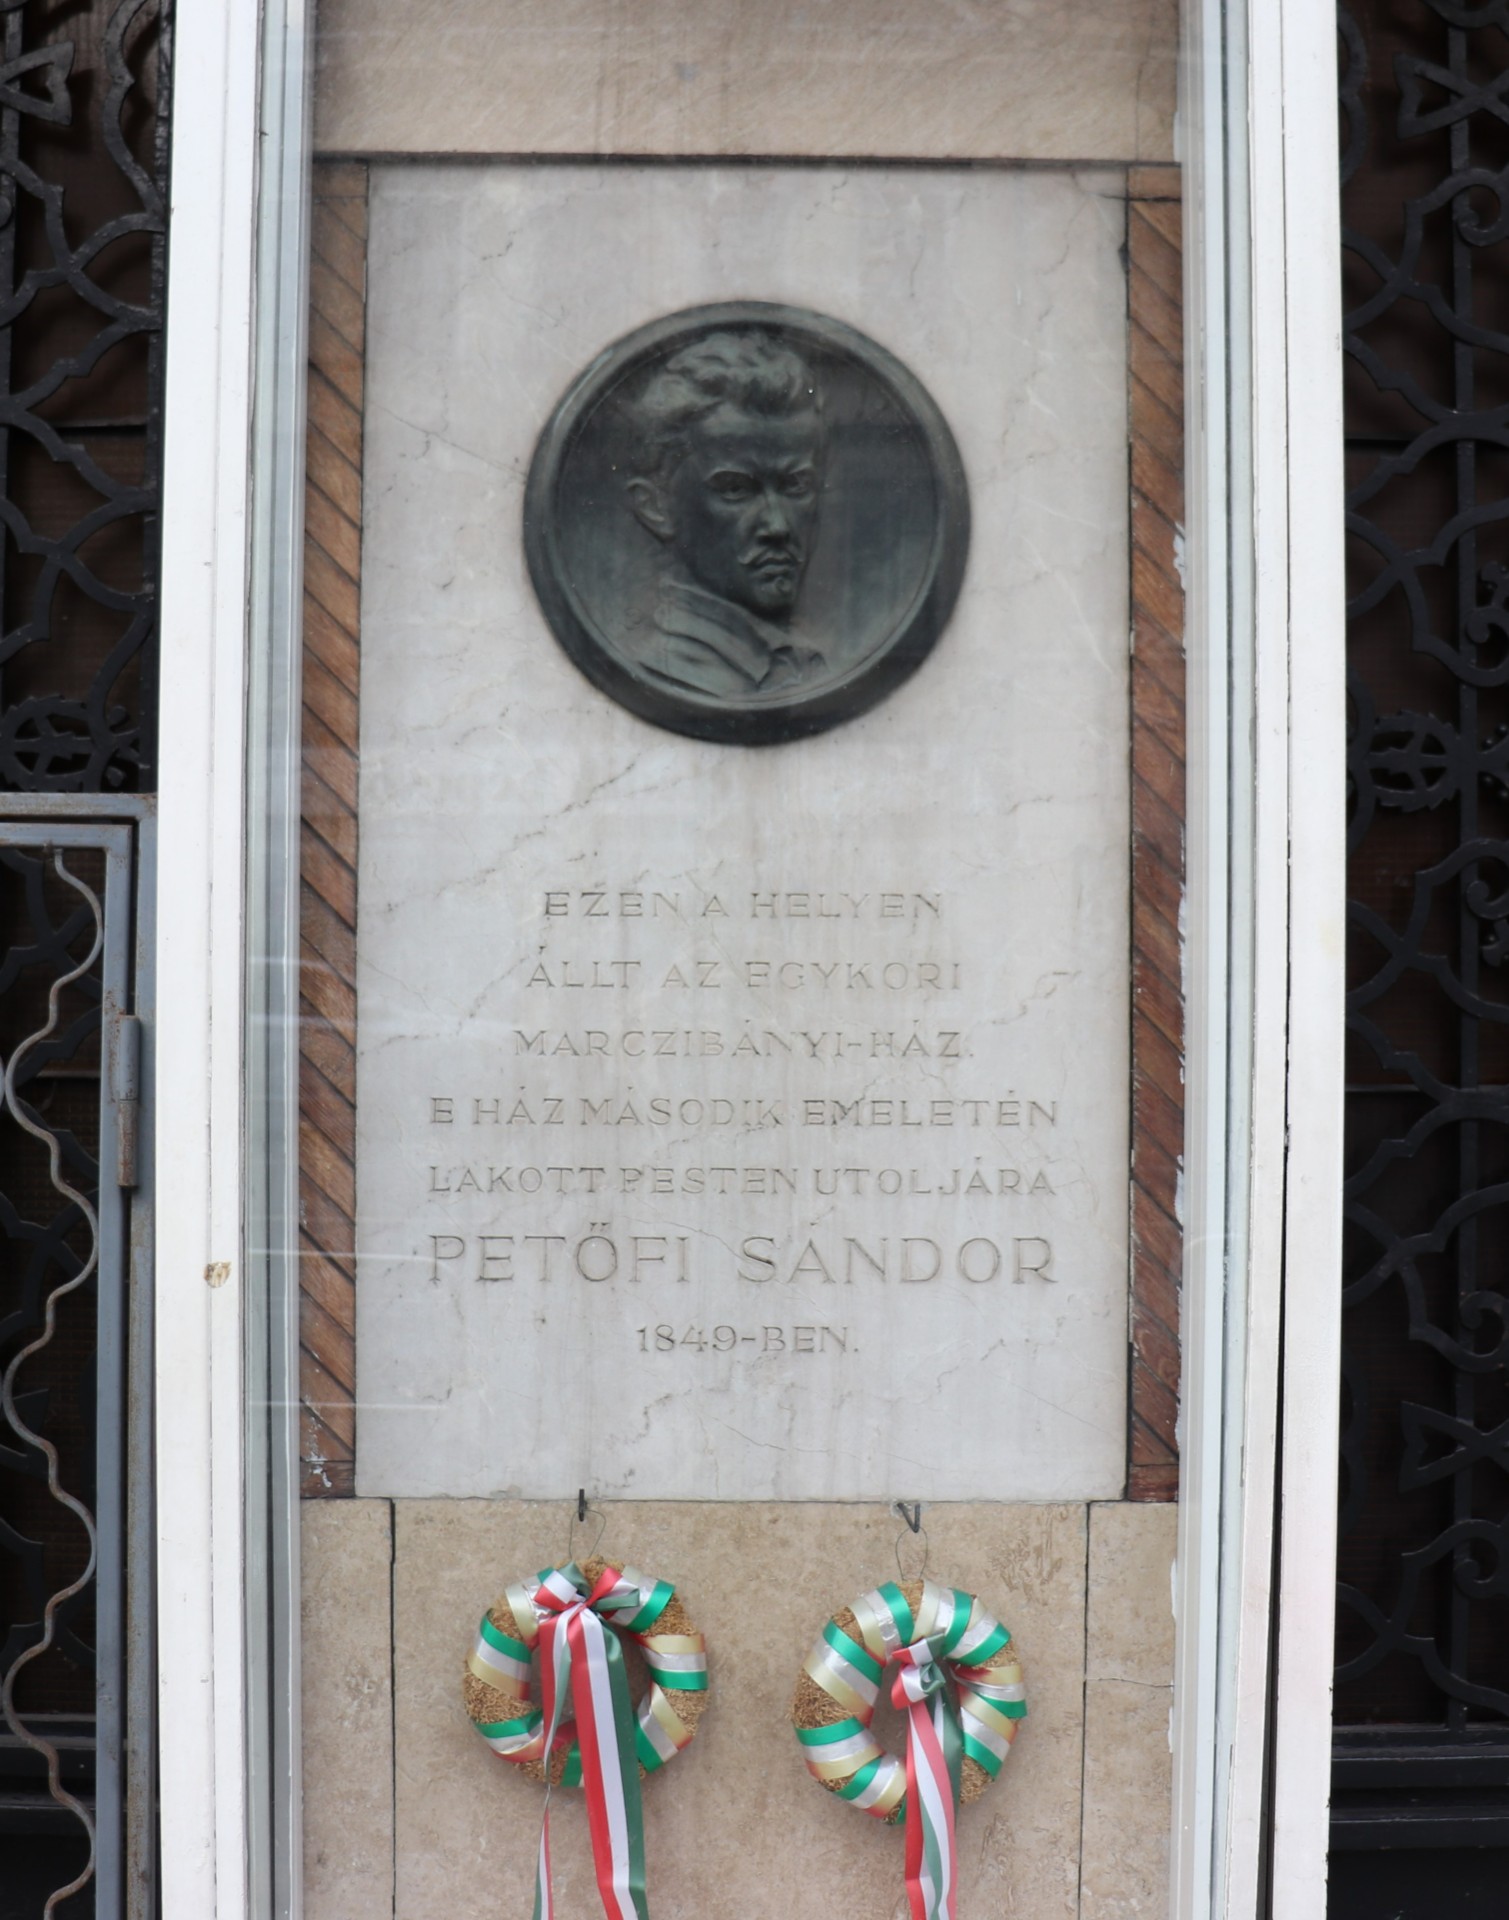 EZEN A HELYEN
ÁLLT AZ EGYKORI
MARCZIBÁNYI-HÁZ.
E HÁZ MÁSODIK EMELETÉN
LAKOTT PESTEN UTOLJÁRA
PETŐFI SÁNDOR
1849-BEN.